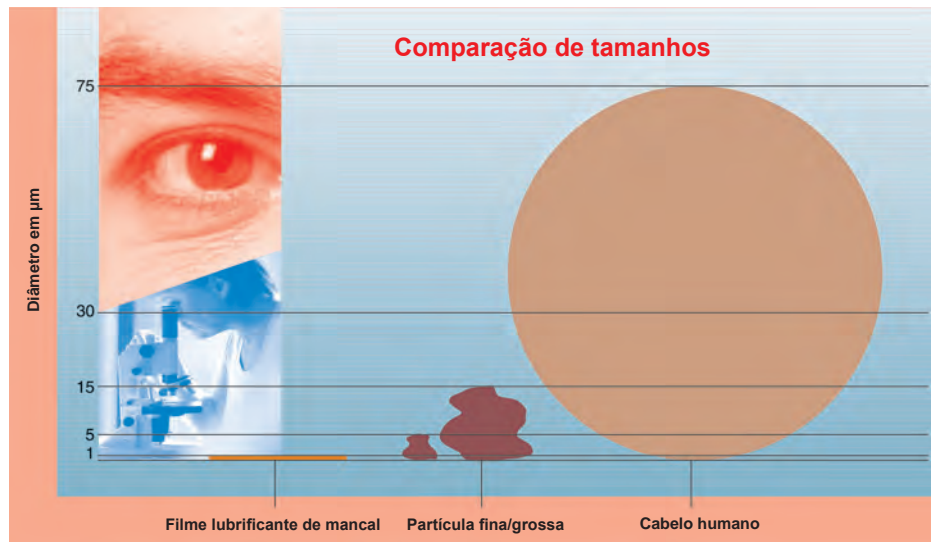 Comparação de tamanhos
75
30
15
5
1
Diâmetro em µm
Filme lubrificante de mancal
Partícula fina/grossa
Cabelo humano